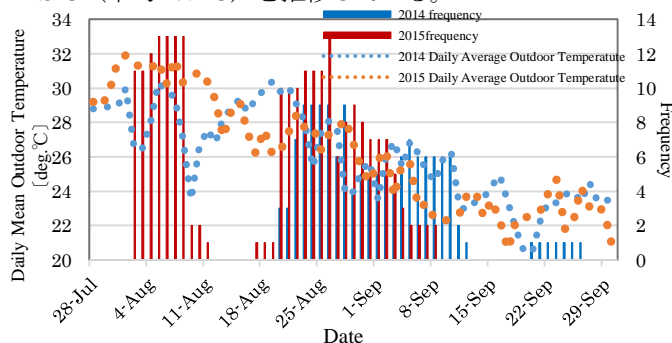 2014 frequency
2015frequency
2014 Daily Average Outdoor Temperature
2015 Daily Average Outdoor Temperature
Daily Mean Outdoor Temperature
[deg.℃]
34
32
30
28
26
24
22
20
14
12
10
8
6
4
2
0
Frequency
28-Jul
4-Aug
11-Aug
18-Aug
25-Aug
1-Sep
8-Sep
15-Sep
22-Sep
29-Sep
Date